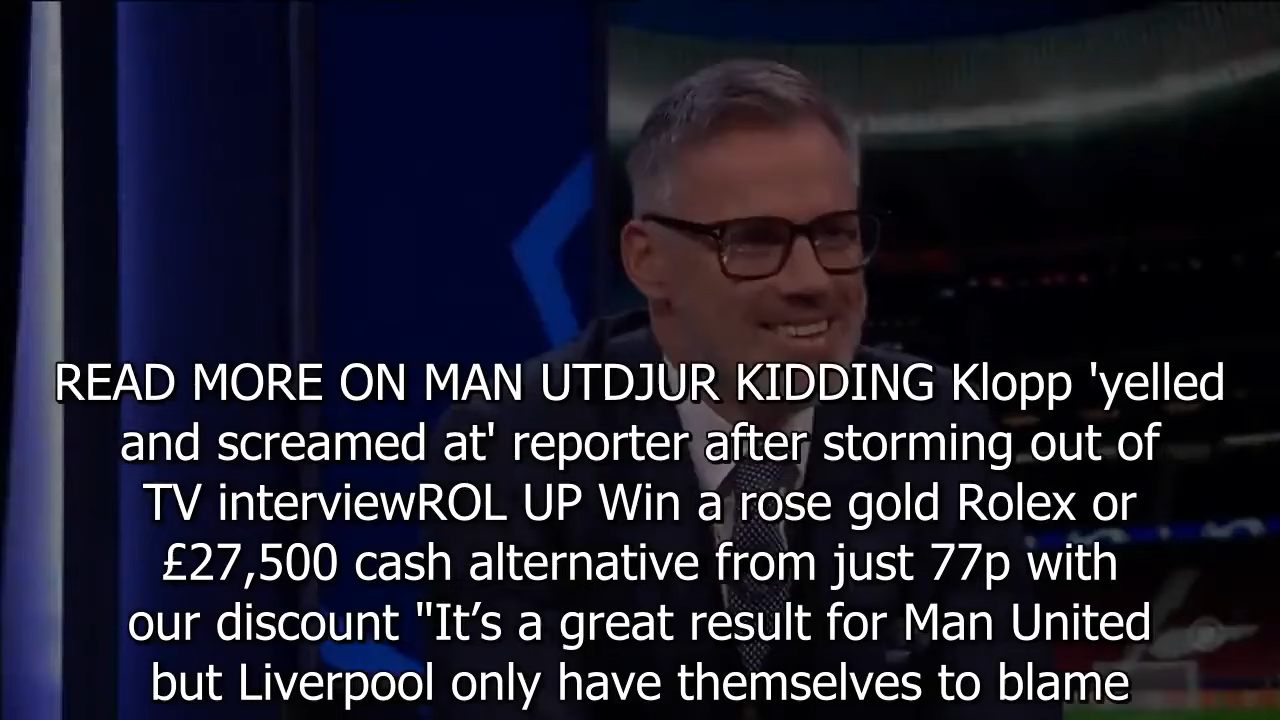 READ MORE ON MAN UTDJUR KIDDING Klopp 'yelled
and screamed at' reporter after storming out of
TV interviewROL UP Win a rose gold Rolex or
£27,500 cash alternative from just 77p with
our discount "It’s a great result for Man United
but Liverpool only have themselves to blame